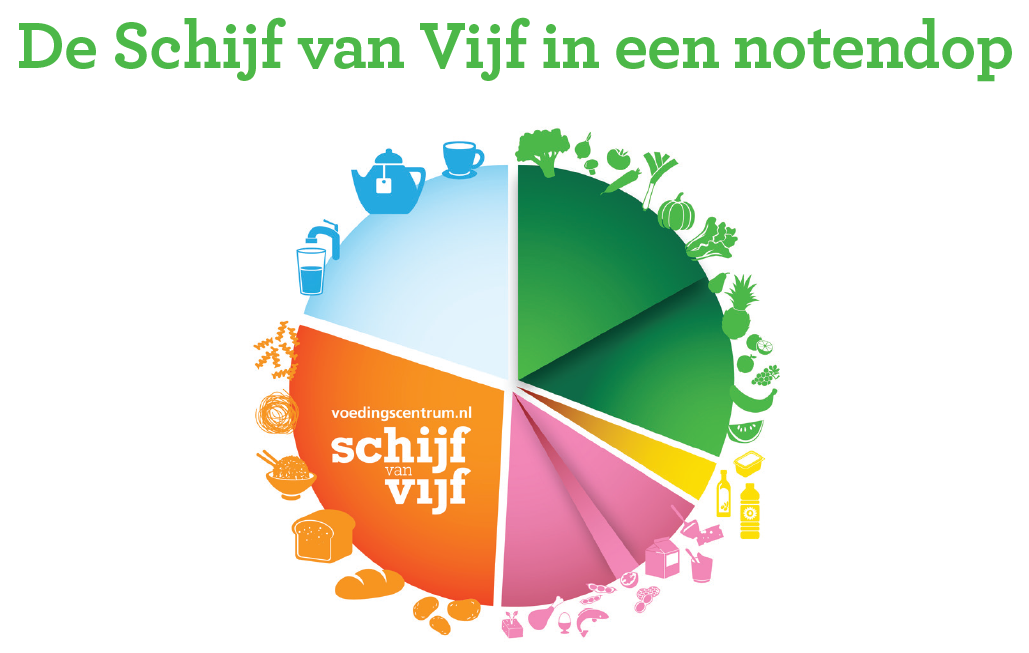 De Schijf van Vijf in een notendop
voedingscentrum.nl
schijf
van
vijf